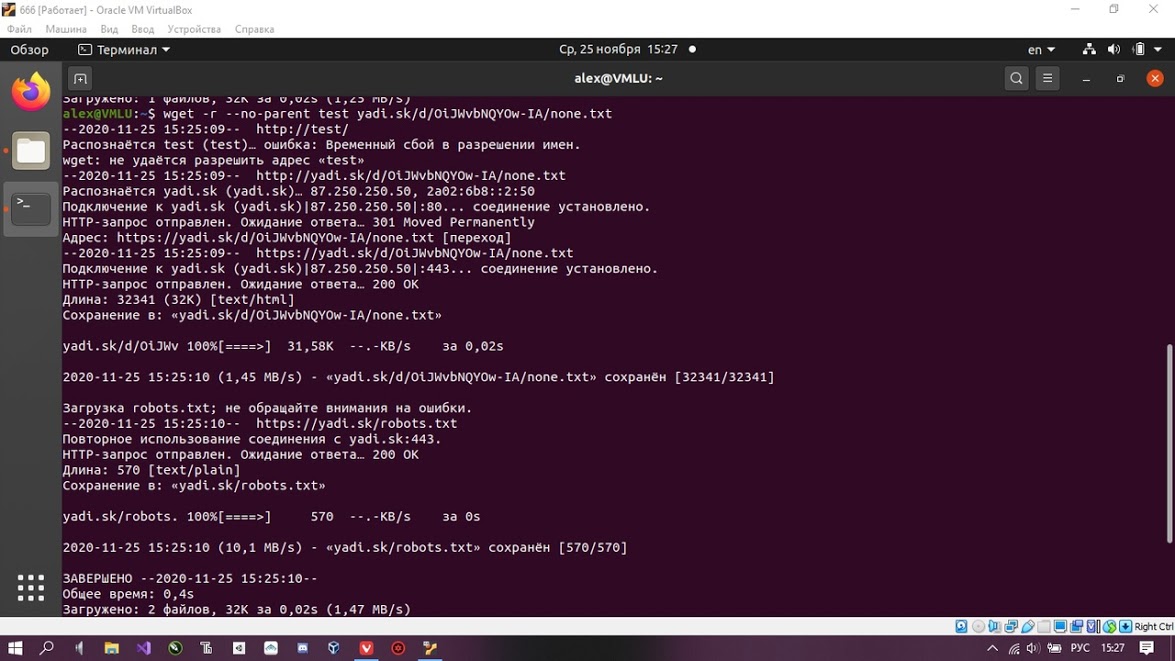 666 [Работает] - Oracle VM VirtualBox
Файл Машина Вид Ввод Устройства Справка
Обзор Терминал Ср, 25 ноября 15:27 en
alex@VMLU: ~
Загружено: 1 файлов, 32K за 0,02s (1,25 MB/s)
alex@VMLU:~$ wget -r --no-parent test yadi.sk/d/OiJWvbNQYOw-IA/none.txt
--2020-11-25 15:25:09-- http://test/
Распознаётся test (test)… ошибка: Временный сбой в разрешении имен.
wget: не удаётся разрешить адрес «test»
--2020-11-25 15:25:09-- http://yadi.sk/d/OiJWvbNQYOw-IA/none.txt
Распознаётся yadi.sk (yadi.sk)… 87.250.250.50, 2a02:6b8::2:50
Подключение к yadi.sk (yadi.sk)|87.250.250.50|:80... соединение установлено.
HTTP-запрос отправлен. Ожидание ответа… 301 Moved Permanently
Адрес: https://yadi.sk/d/OiJWvbNQYOw-IA/none.txt [переход]
--2020-11-25 15:25:09-- https://yadi.sk/d/OiJWvbNQYOw-IA/none.txt
Подключение к yadi.sk (yadi.sk)|87.250.250.50|:443... соединение установлено.
HTTP-запрос отправлен. Ожидание ответа… 200 OK
Длина: 32341 (32K) [text/html]
Сохранение в: «yadi.sk/d/OiJWvbNQYOw-IA/none.txt»
yadi.sk/d/OiJWv 100%[====>] 31,58K --.-KB/s за 0,02s
2020-11-25 15:25:10 (1,45 MB/s) - «yadi.sk/d/OiJWvbNQYOw-IA/none.txt» сохранён [32341/32341]
Загрузка robots.txt; не обращайте внимания на ошибки.
--2020-11-25 15:25:10-- https://yadi.sk/robots.txt
Повторное использование соединения с yadi.sk:443.
HTTP-запрос отправлен. Ожидание ответа… 200 OK
Длина: 570 [text/plain]
Сохранение в: «yadi.sk/robots.txt»
yadi.sk/robots. 100%[====>] 570 --.-KB/s за 0s
2020-11-25 15:25:10 (10,1 MB/s) - «yadi.sk/robots.txt» сохранён [570/570]
ЗАВЕРШЕНО --2020-11-25 15:25:10--
Общее время: 0,4s
Загружено: 2 файлов, 32K за 0,02s (1,47 MB/s)
Right Ctrl
РУС 15:27